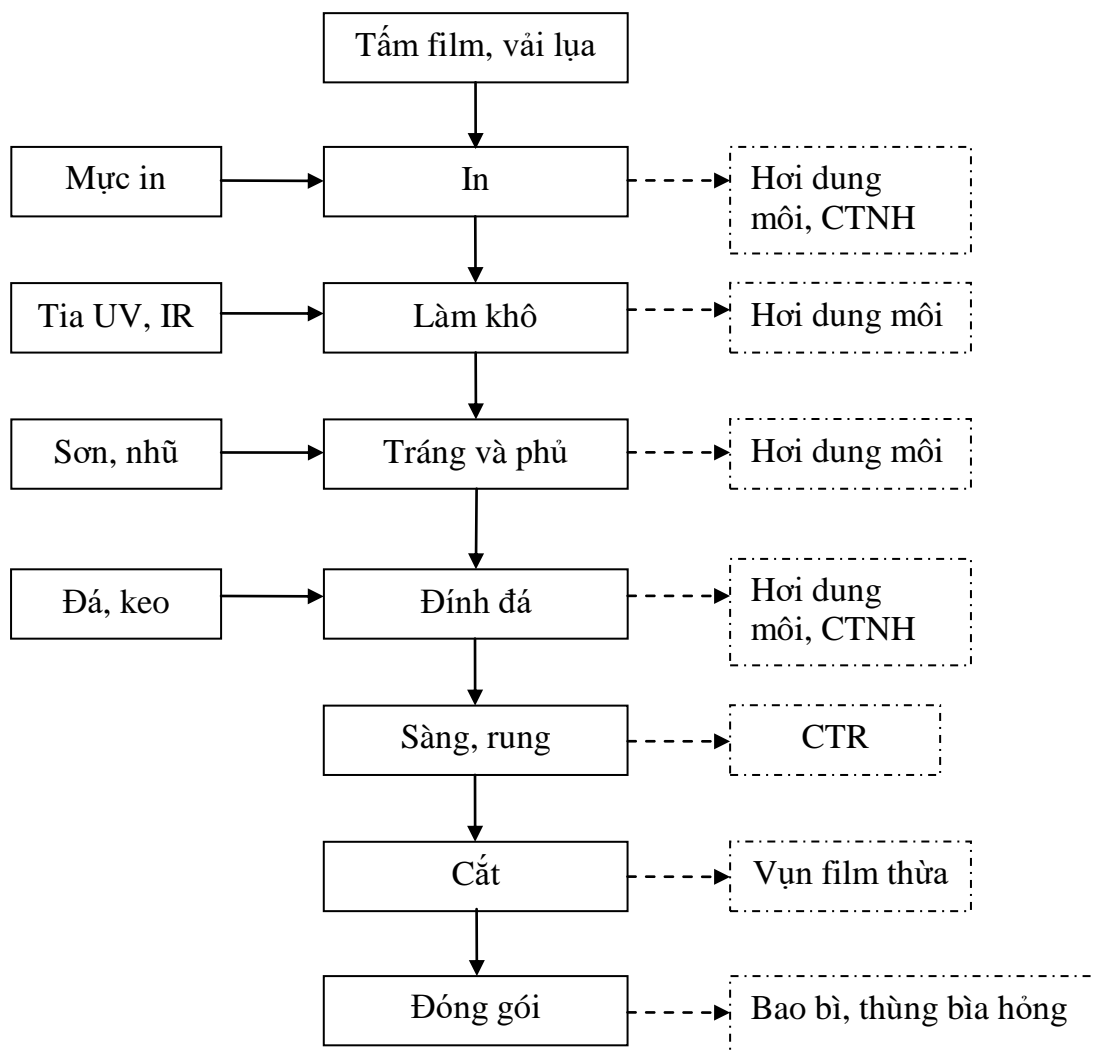 Tấm film, vải lụa
Mực in
In
Hơi dung
môi, CTNH
Tia UV, IR
Làm khô
Hơi dung môi
Sơn, nhũ
Tráng và phủ
Hơi dung môi
Đá, keo
Đính đá
Hơi dung
môi, CTNH
Sàng, rung
CTR
Cắt
Vụn film thừa
Đóng gói
Bao bì, thùng bìa hỏng